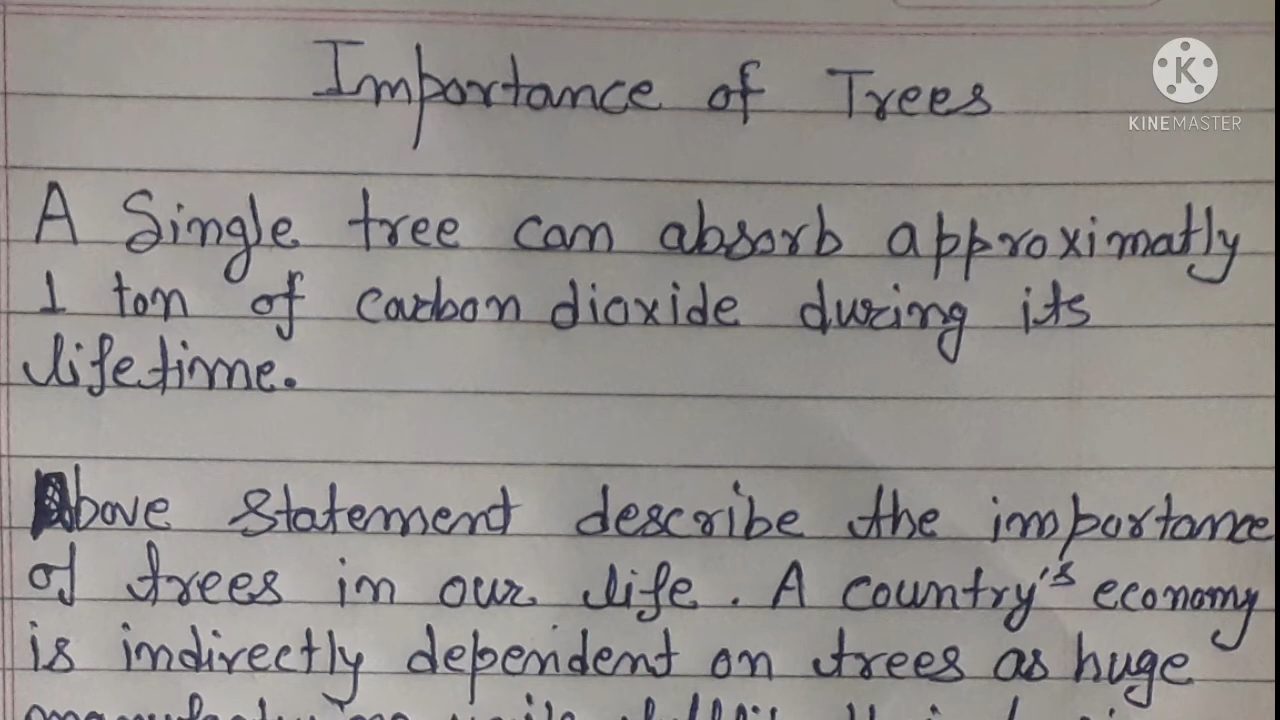 Importance of Trees
KINEMASTER
A Single tree can absorb approximatly
1 ton of carbon dioxide during its
lifetime.
Above Statement describe the importance
of trees in our life. A country's economy
is indirectly dependent on trees as huge